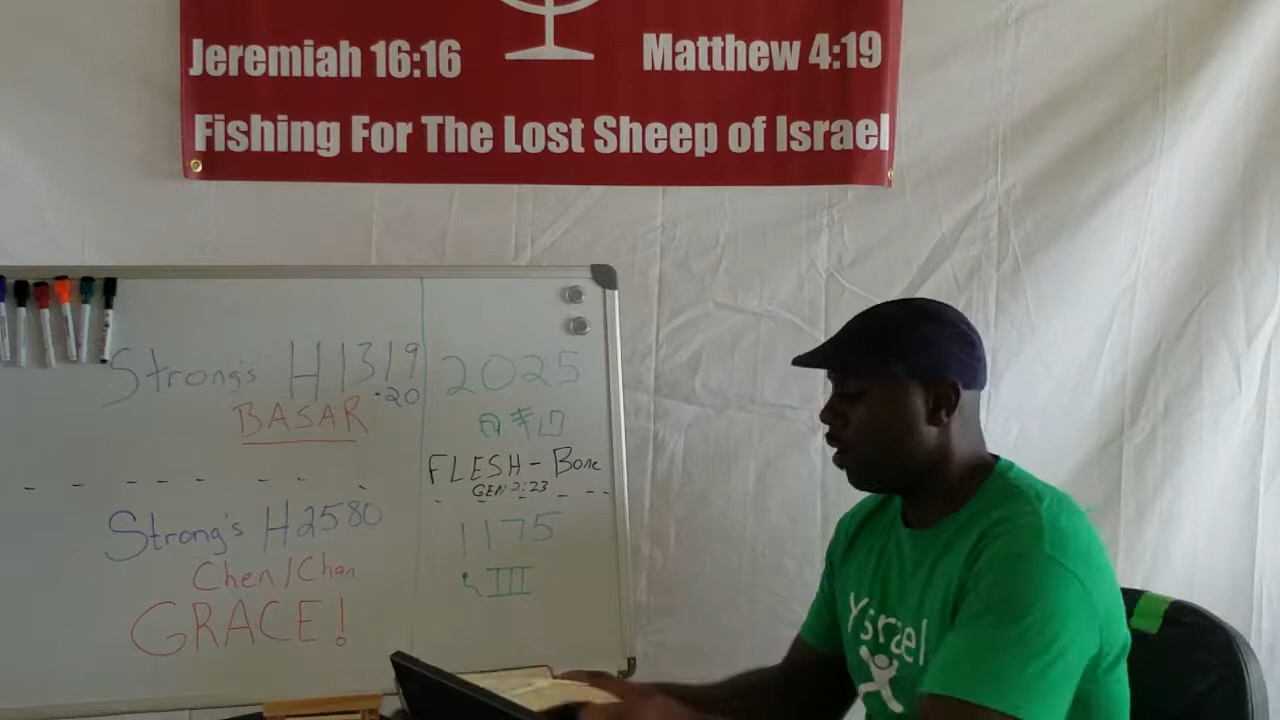 Jeremiah 16:16
Matthew 4:19
Fishing For The Lost Sheep of Israel
Strong's H1319
·20
BASAR
2025
FLESH - Bone
GEN 2:23
Strong's H2580
Chen/Chan
GRACE!
1175
Ysrael